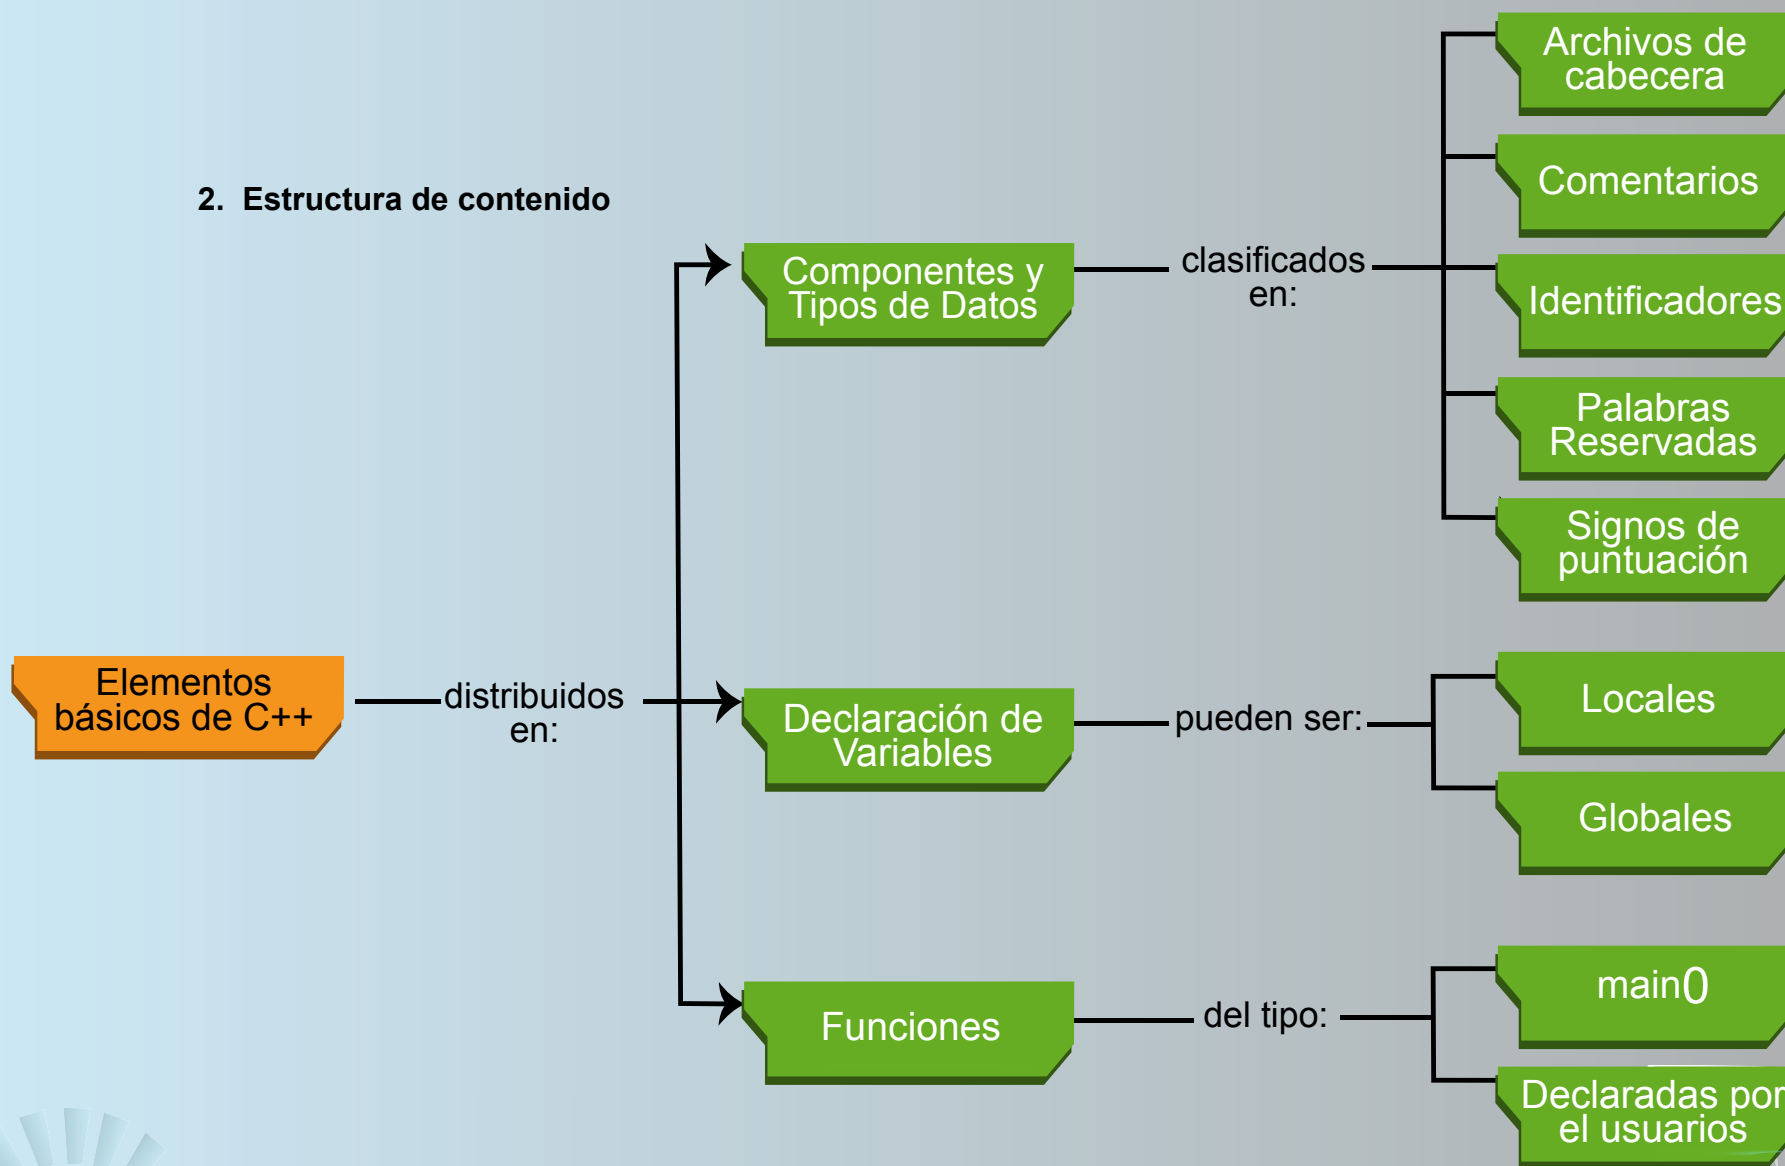 2. Estructura de contenido
Elementos
básicos de C++
distribuidos
en:
Componentes y
Tipos de Datos
clasificados
en:
Archivos de
cabecera
Comentarios
Identificadores
Palabras
Reservadas
Signos de
puntuación
Declaración de
Variables
pueden ser:
Locales
Globales
Funciones
del tipo:
main()
Declaradas por
el usuarios